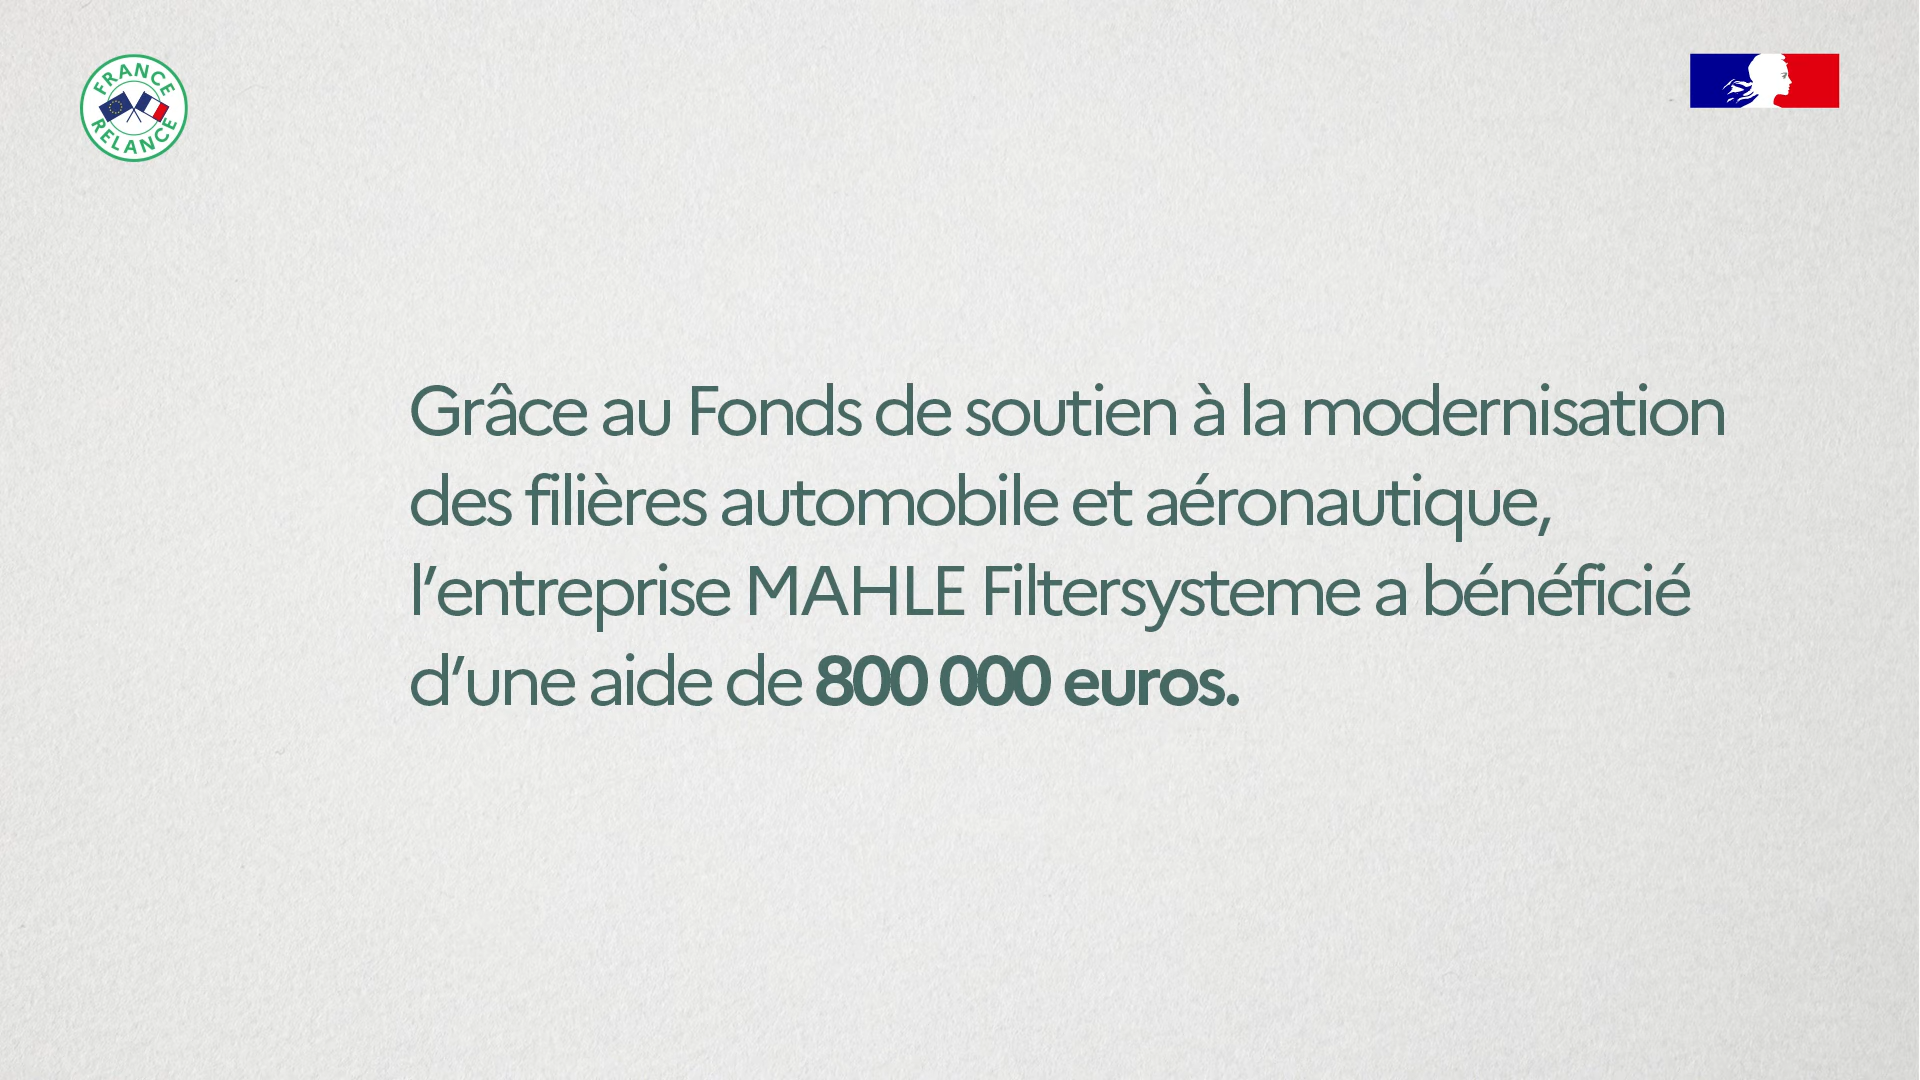 FRANCE
RELANCE
Grâce au Fonds de soutien à la modernisation
des filières automobile et aéronautique,
l’entreprise MAHLE Filtersysteme a bénéficié
d’une aide de 800 000 euros.